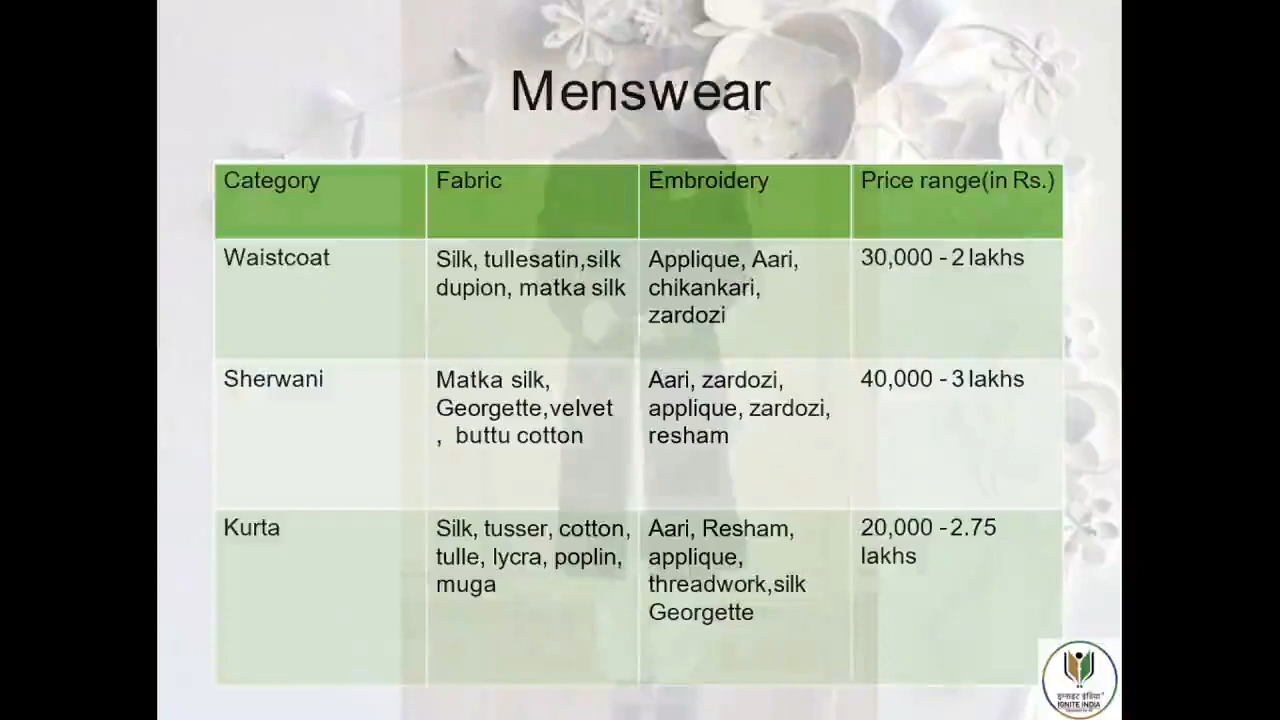 Menswear
Category
Fabric
Embroidery
Price range(in Rs.)
Waistcoat
Silk, tullesatin,silk
dupion, matka silk
Applique, Aari,
chikankari,
zardozi
30,000 - 2 lakhs
Sherwani
Matka silk,
Georgette,velvet
, buttu cotton
Aari, zardozi,
applique, zardozi,
resham
40,000 - 3 lakhs
Kurta
Silk, tusser, cotton,
tulle, lycra, poplin,
muga
Aari, Resham,
applique,
threadwork,silk
Georgette
20,000 - 2.75
lakhs
इग्नाइट इंडिया
IGNITE INDIA